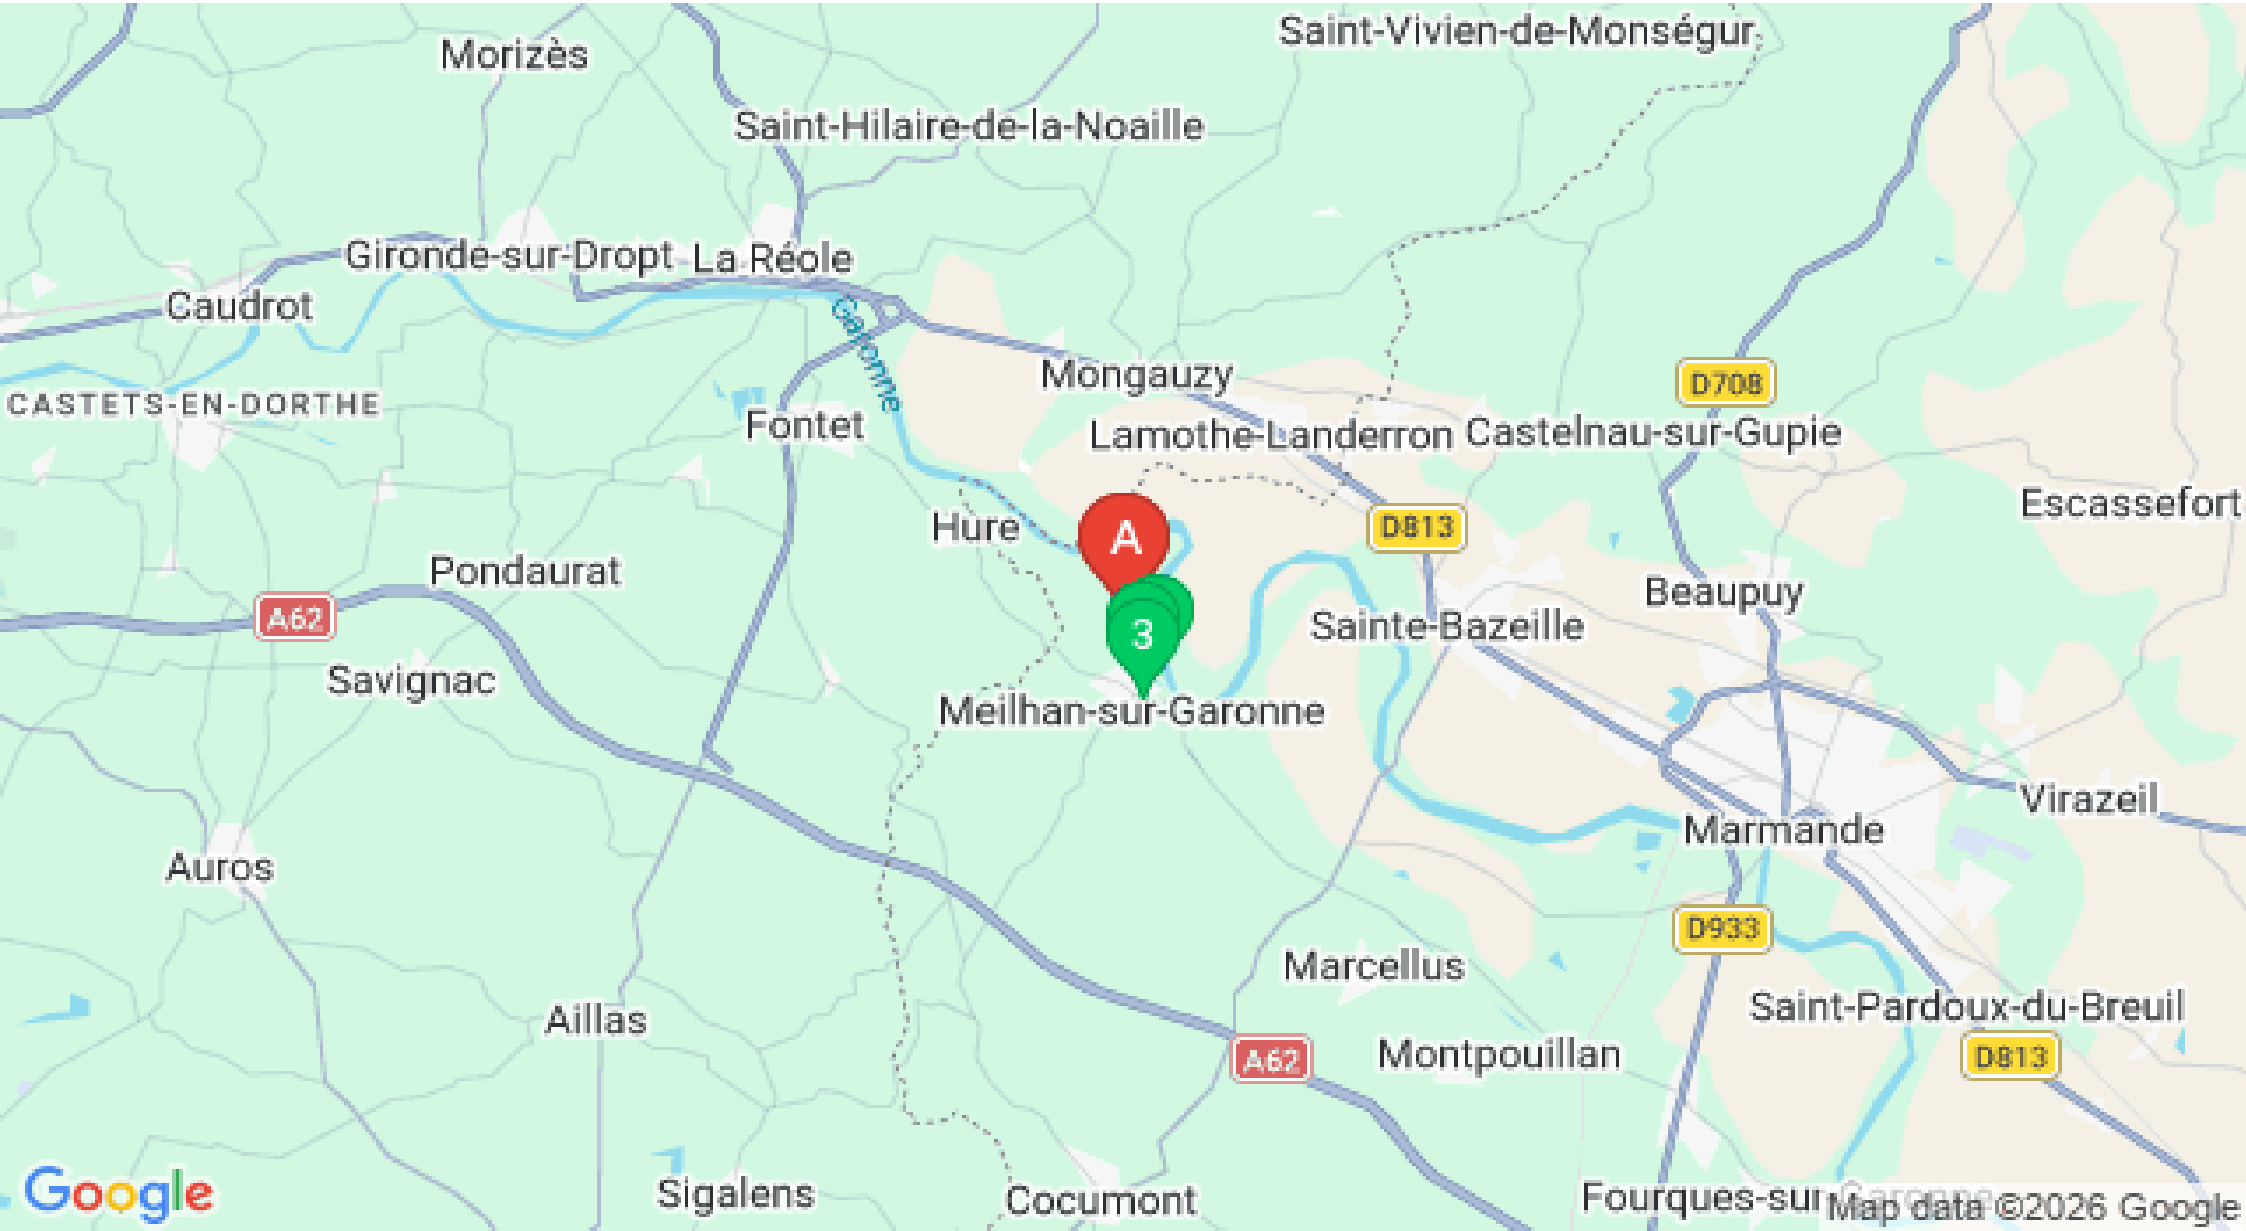 Saint-Vivien-de-Monségur
Morizès
Saint-Hilaire-de-la-Noaille
Gironde-sur-Dropt
La Réole
Caudrot
Garonne
Mongauzy
D708
CASTETS-EN-DORTHE
Fontet
Lamothe-Landerron
Castelnau-sur-Gupie
Escassefort
Hure
A
D813
Pondaurat
Beaupuy
A62
3
Sainte-Bazeille
Savignac
Meilhan-sur-Garonne
Virazeil
Marmande
Auros
D933
Marcellus
Saint-Pardoux-du-Breuil
Aillas
A62
Montpouillan
D813
Google
Sigalens
Cocumont
Fourques-sur-Garonne
Map data ©2026 Google